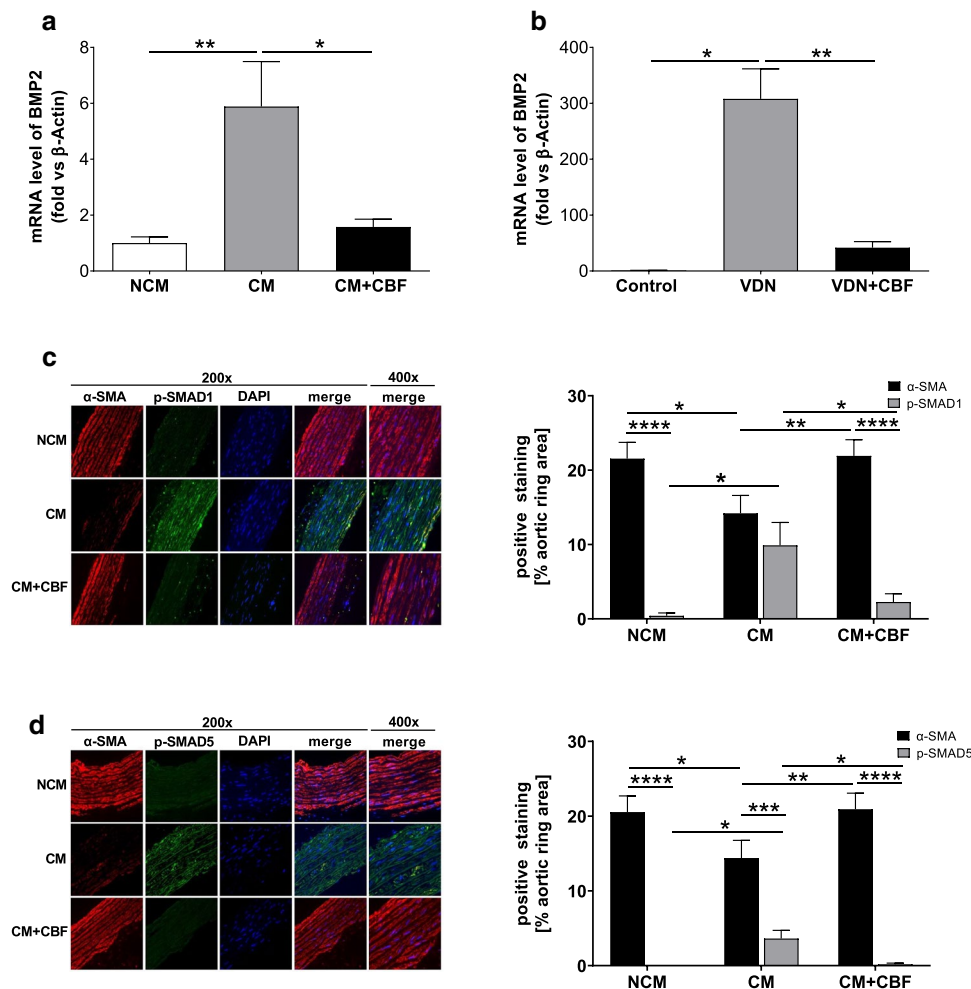 a
mRNA level of BMP2
(fold vs β-Actin)
8
6
4
2
0
** *
NCM CM CM+CBF
b
mRNA level of BMP2
(fold vs β-Actin)
400
300
200
100
0
* **
Control VDN VDN+CBF
c
200x 400x
α-SMA p-SMAD1 DAPI merge merge
NCM
CM
CM+CBF
positive staining
[% aortic ring area]
30
20
10
0
α-SMA
p-SMAD1
* *
**** ** ****
*
NCM CM CM+CBF
d
200x 400x
α-SMA p-SMAD5 DAPI merge merge
NCM
CM
CM+CBF
positive staining
[% aortic ring area]
30
20
10
0
α-SMA
p-SMAD5
* *
**** ** ****
***
*
NCM CM CM+CBF